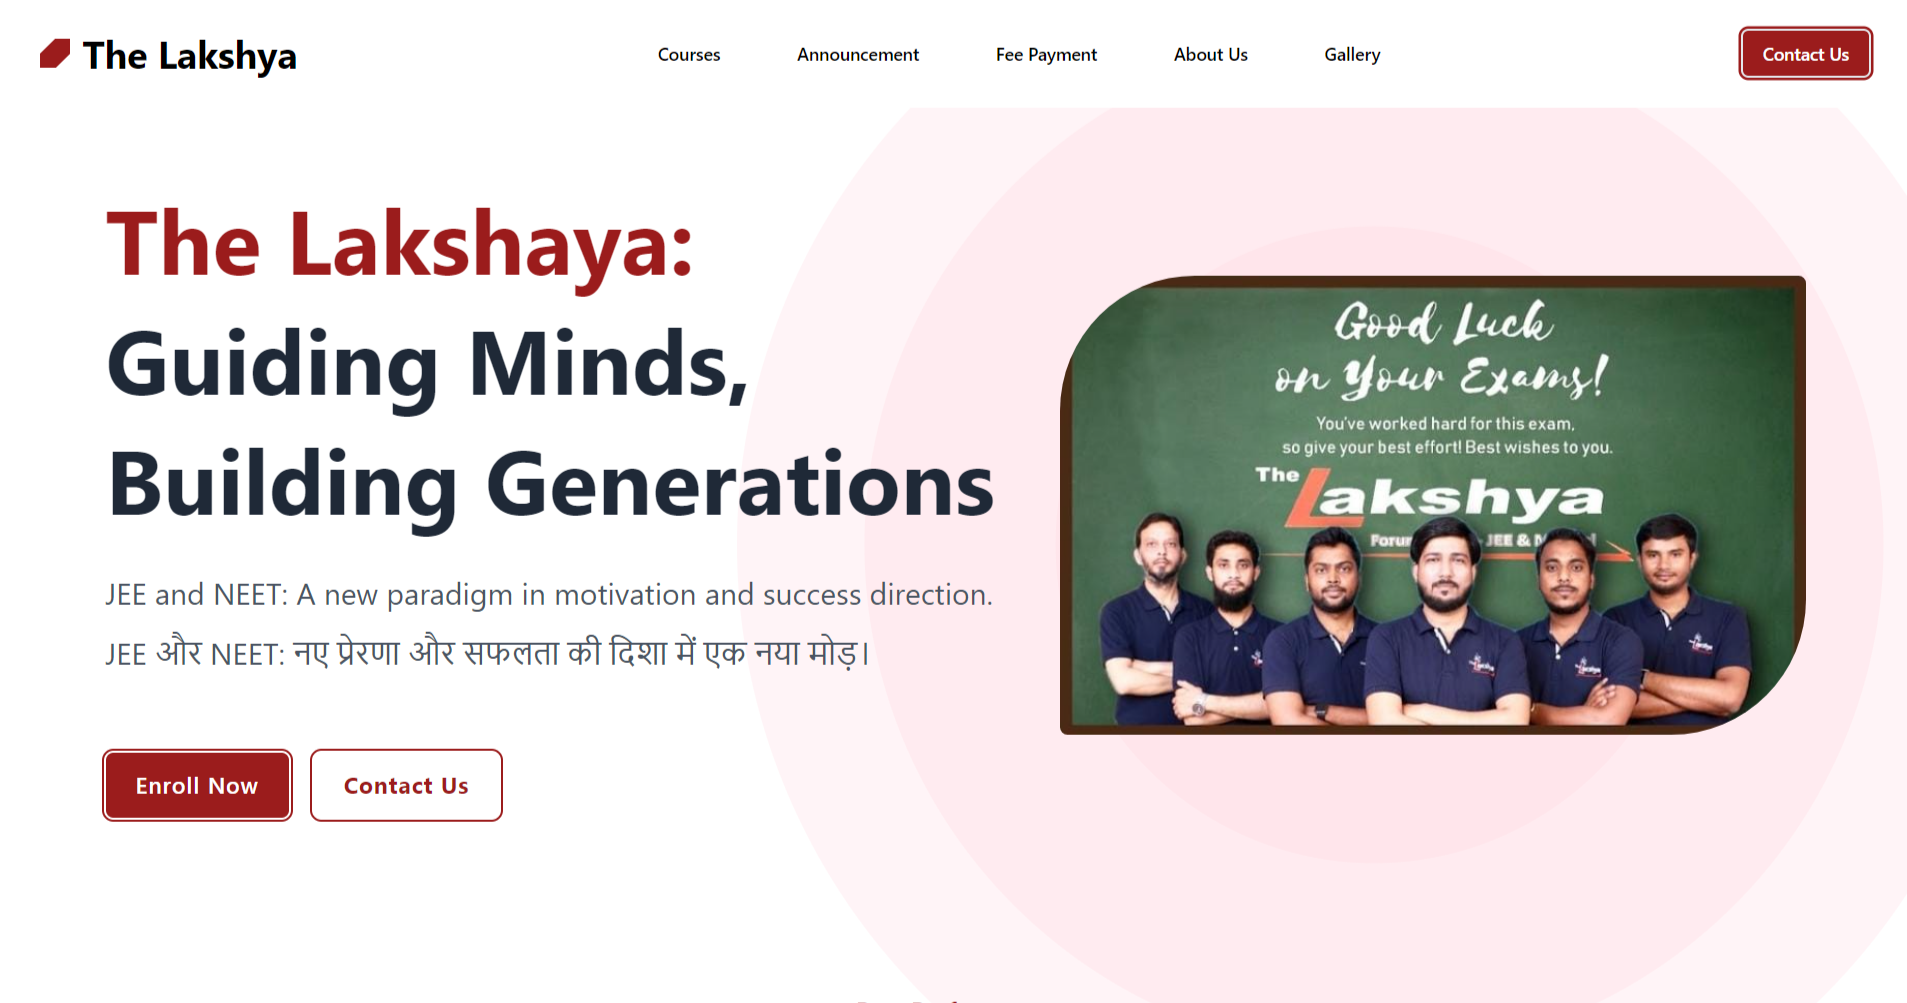 The Lakshya
Courses
Announcement
Fee Payment
About Us
Gallery
Contact Us
The Lakshaya:
Guiding Minds,
Building Generations
JEE and NEET: A new paradigm in motivation and success direction.
JEE और NEET: नए प्रेरणा और सफलता की दिशा में एक नया मोड़।
Enroll Now
Contact Us
Good Luck
on Your Exams!
You've worked hard for this exam,
so give your best effort! Best wishes to you.
The Lakshya
JEE &